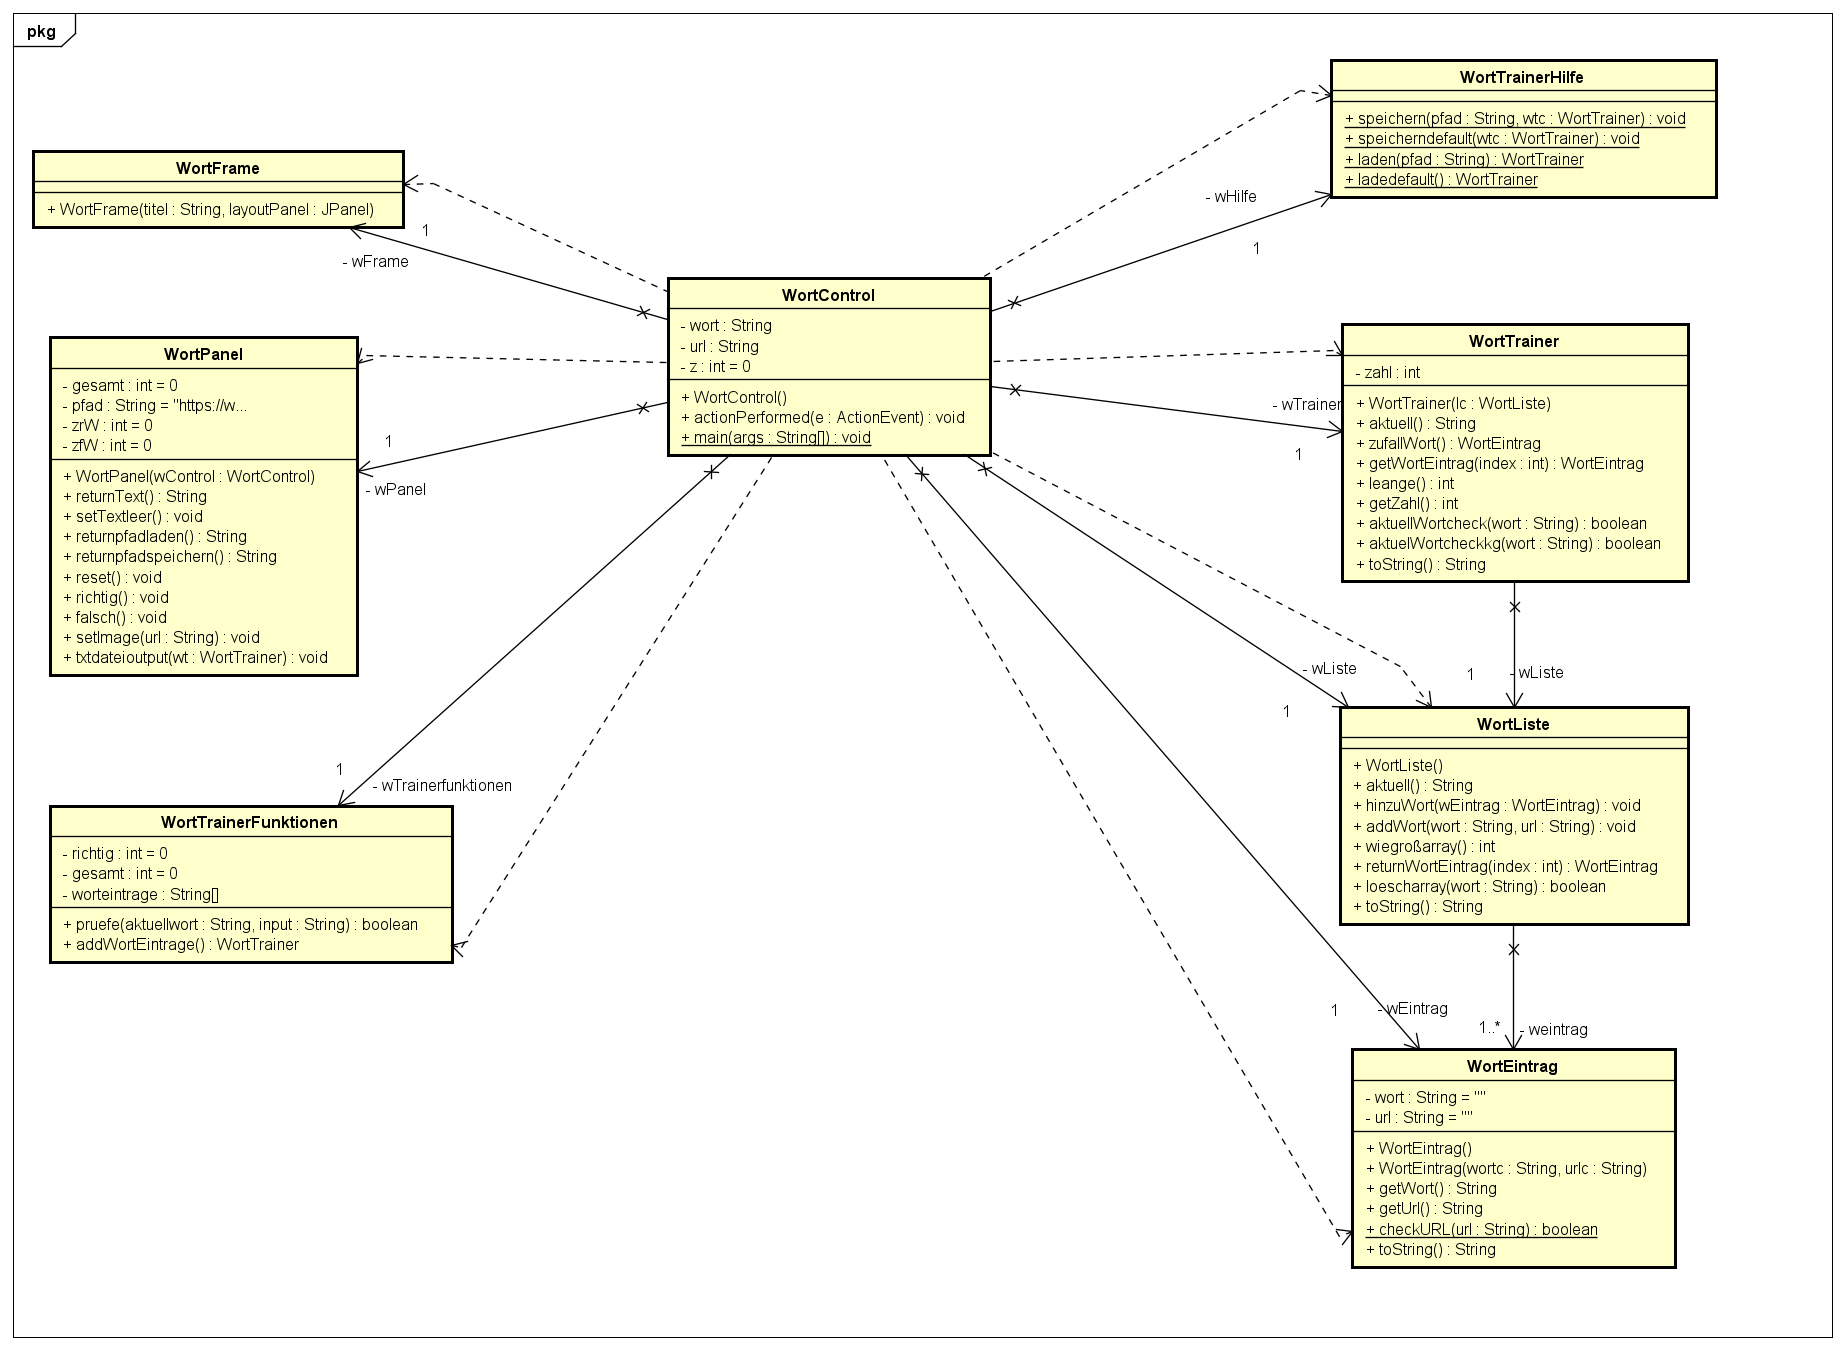 pkg
WortTrainerHilfe
+ speichern(pfad : String, wtc : WortTrainer) : void
+ speicherndefault(wtc : WortTrainer) : void
+ laden(pfad : String) : WortTrainer
+ ladedefault() : WortTrainer
WortFrame
+ WortFrame(titel : String, layoutPanel : JPanel)
- wHilfe
1
1
- wFrame
WortControl
- wort : String
- url : String
- z : int = 0
+ WortControl()
+ actionPerformed(e : ActionEvent) : void
+ main(args : String[]) : void
WortPanel
- gesamt : int = 0
- pfad : String = "https://w...
- zrW : int = 0
- zfW : int = 0
+ WortPanel(wControl : WortControl)
+ returnText() : String
+ setTextleer() : void
+ returnpfadladen() : String
+ returnpfadspeichern() : String
+ reset() : void
+ richtig() : void
+ falsch() : void
+ setImage(url : String) : void
+ txtdateioutput(wt : WortTrainer) : void
1
- wPanel
WortTrainer
- zahl : int
+ WortTrainer(lc : WortListe)
+ aktuell() : String
+ zufallWort() : WortEintrag
+ getWortEintrag(index : int) : WortEintrag
+ leange() : int
+ getZahl() : int
+ aktuellWortcheck(wort : String) : boolean
+ aktuelWortcheckkg(wort : String) : boolean
+ toString() : String
- wTrainer
1
- wListe
1
1
- wListe
WortListe
+ WortListe()
+ aktuell() : String
+ hinzuWort(wEintrag : WortEintrag) : void
+ addWort(wort : String, url : String) : void
+ wiegroßarray() : int
+ returnWortEintrag(index : int) : WortEintrag
+ loescharray(wort : String) : boolean
+ toString() : String
1
- wTrainerfunktionen
WortTrainerFunktionen
- richtig : int = 0
- gesamt : int = 0
- worteintrage : String[]
+ pruefe(aktuellwort : String, input : String) : boolean
+ addWortEintrage() : WortTrainer
1
- wEintrag
1..*
- weintrag
WortEintrag
- wort : String = ""
- url : String = ""
+ WortEintrag()
+ WortEintrag(wortc : String, urlc : String)
+ getWort() : String
+ getUrl() : String
+ checkURL(url : String) : boolean
+ toString() : String